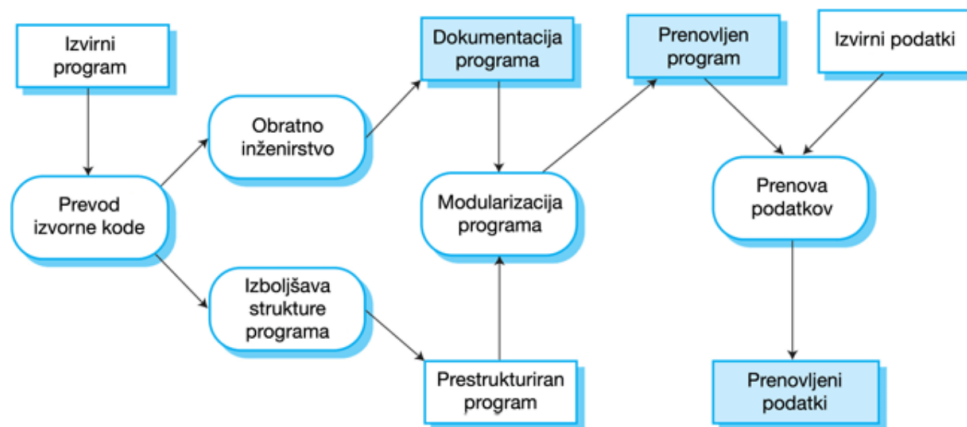 Izvirni
program
Dokumentacija
programa
Prenovljen
program
Izvirni podatki
Obratno
inženirstvo
Prevod
izvorne kode
Modularizacija
programa
Prenova
podatkov
Izboljšava
strukture
programa
Prestrukturiran
program
Prenovljeni
podatki